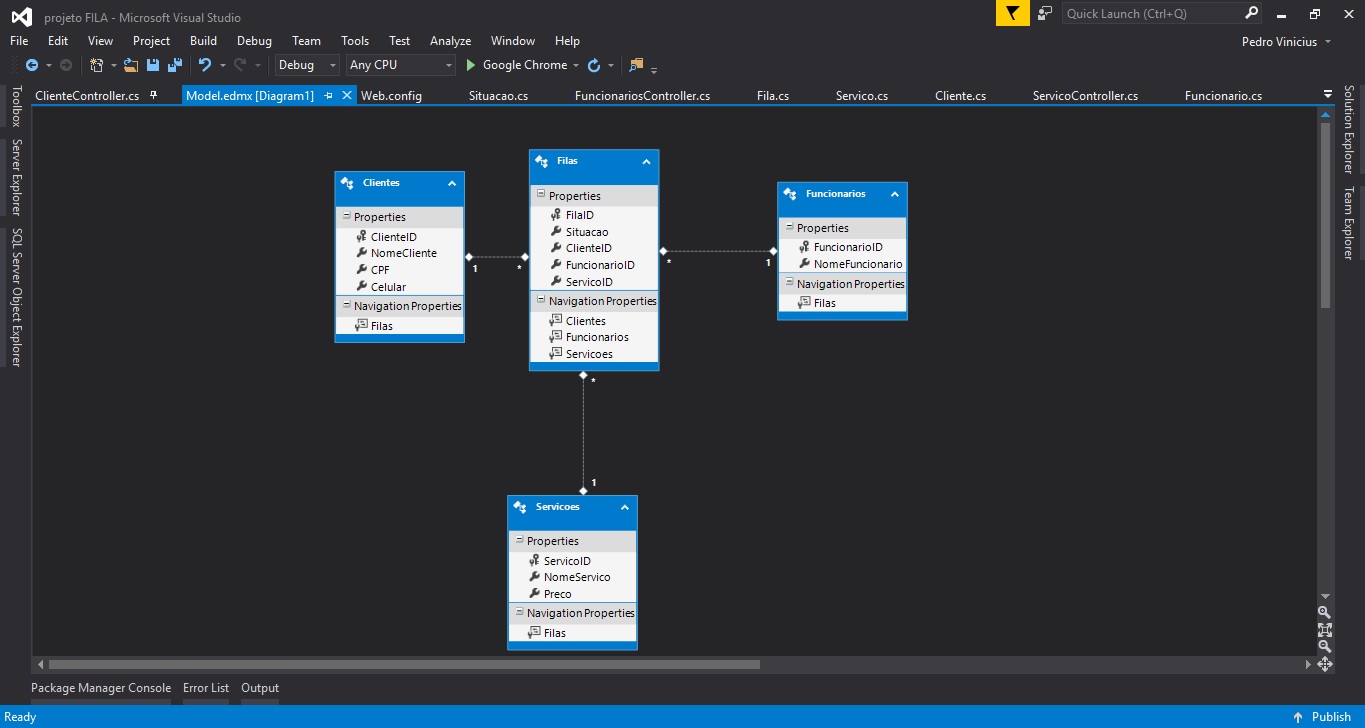 projeto FILA - Microsoft Visual Studio
Quick Launch (Ctrl+Q)
File Edit View Project Build Debug Team Tools Test Analyze Window Help
Pedro Vinicius
Debug Any CPU Google Chrome
ClienteController.cs Model.edmx [Diagram1] Web.config Situacao.cs FuncionariosController.cs Fila.cs Servico.cs Cliente.cs ServicoController.cs Funcionario.cs
Toolbox
Server Explorer
SQL Server Object Explorer
Clientes
Properties
ClienteID
NomeCliente
CPF
Celular
Navigation Properties
Filas
1
*
Filas
Properties
FilaID
Situacao
ClienteID
FuncionarioID
ServicoID
Navigation Properties
Clientes
Funcionarios
Servicoes
*
1
Funcionarios
Properties
FuncionarioID
NomeFuncionario
Navigation Properties
Filas
*
1
Servicoes
Properties
ServicoID
NomeServico
Preco
Navigation Properties
Filas
Solution Explorer
Team Explorer
Package Manager Console Error List Output
Ready
Publish